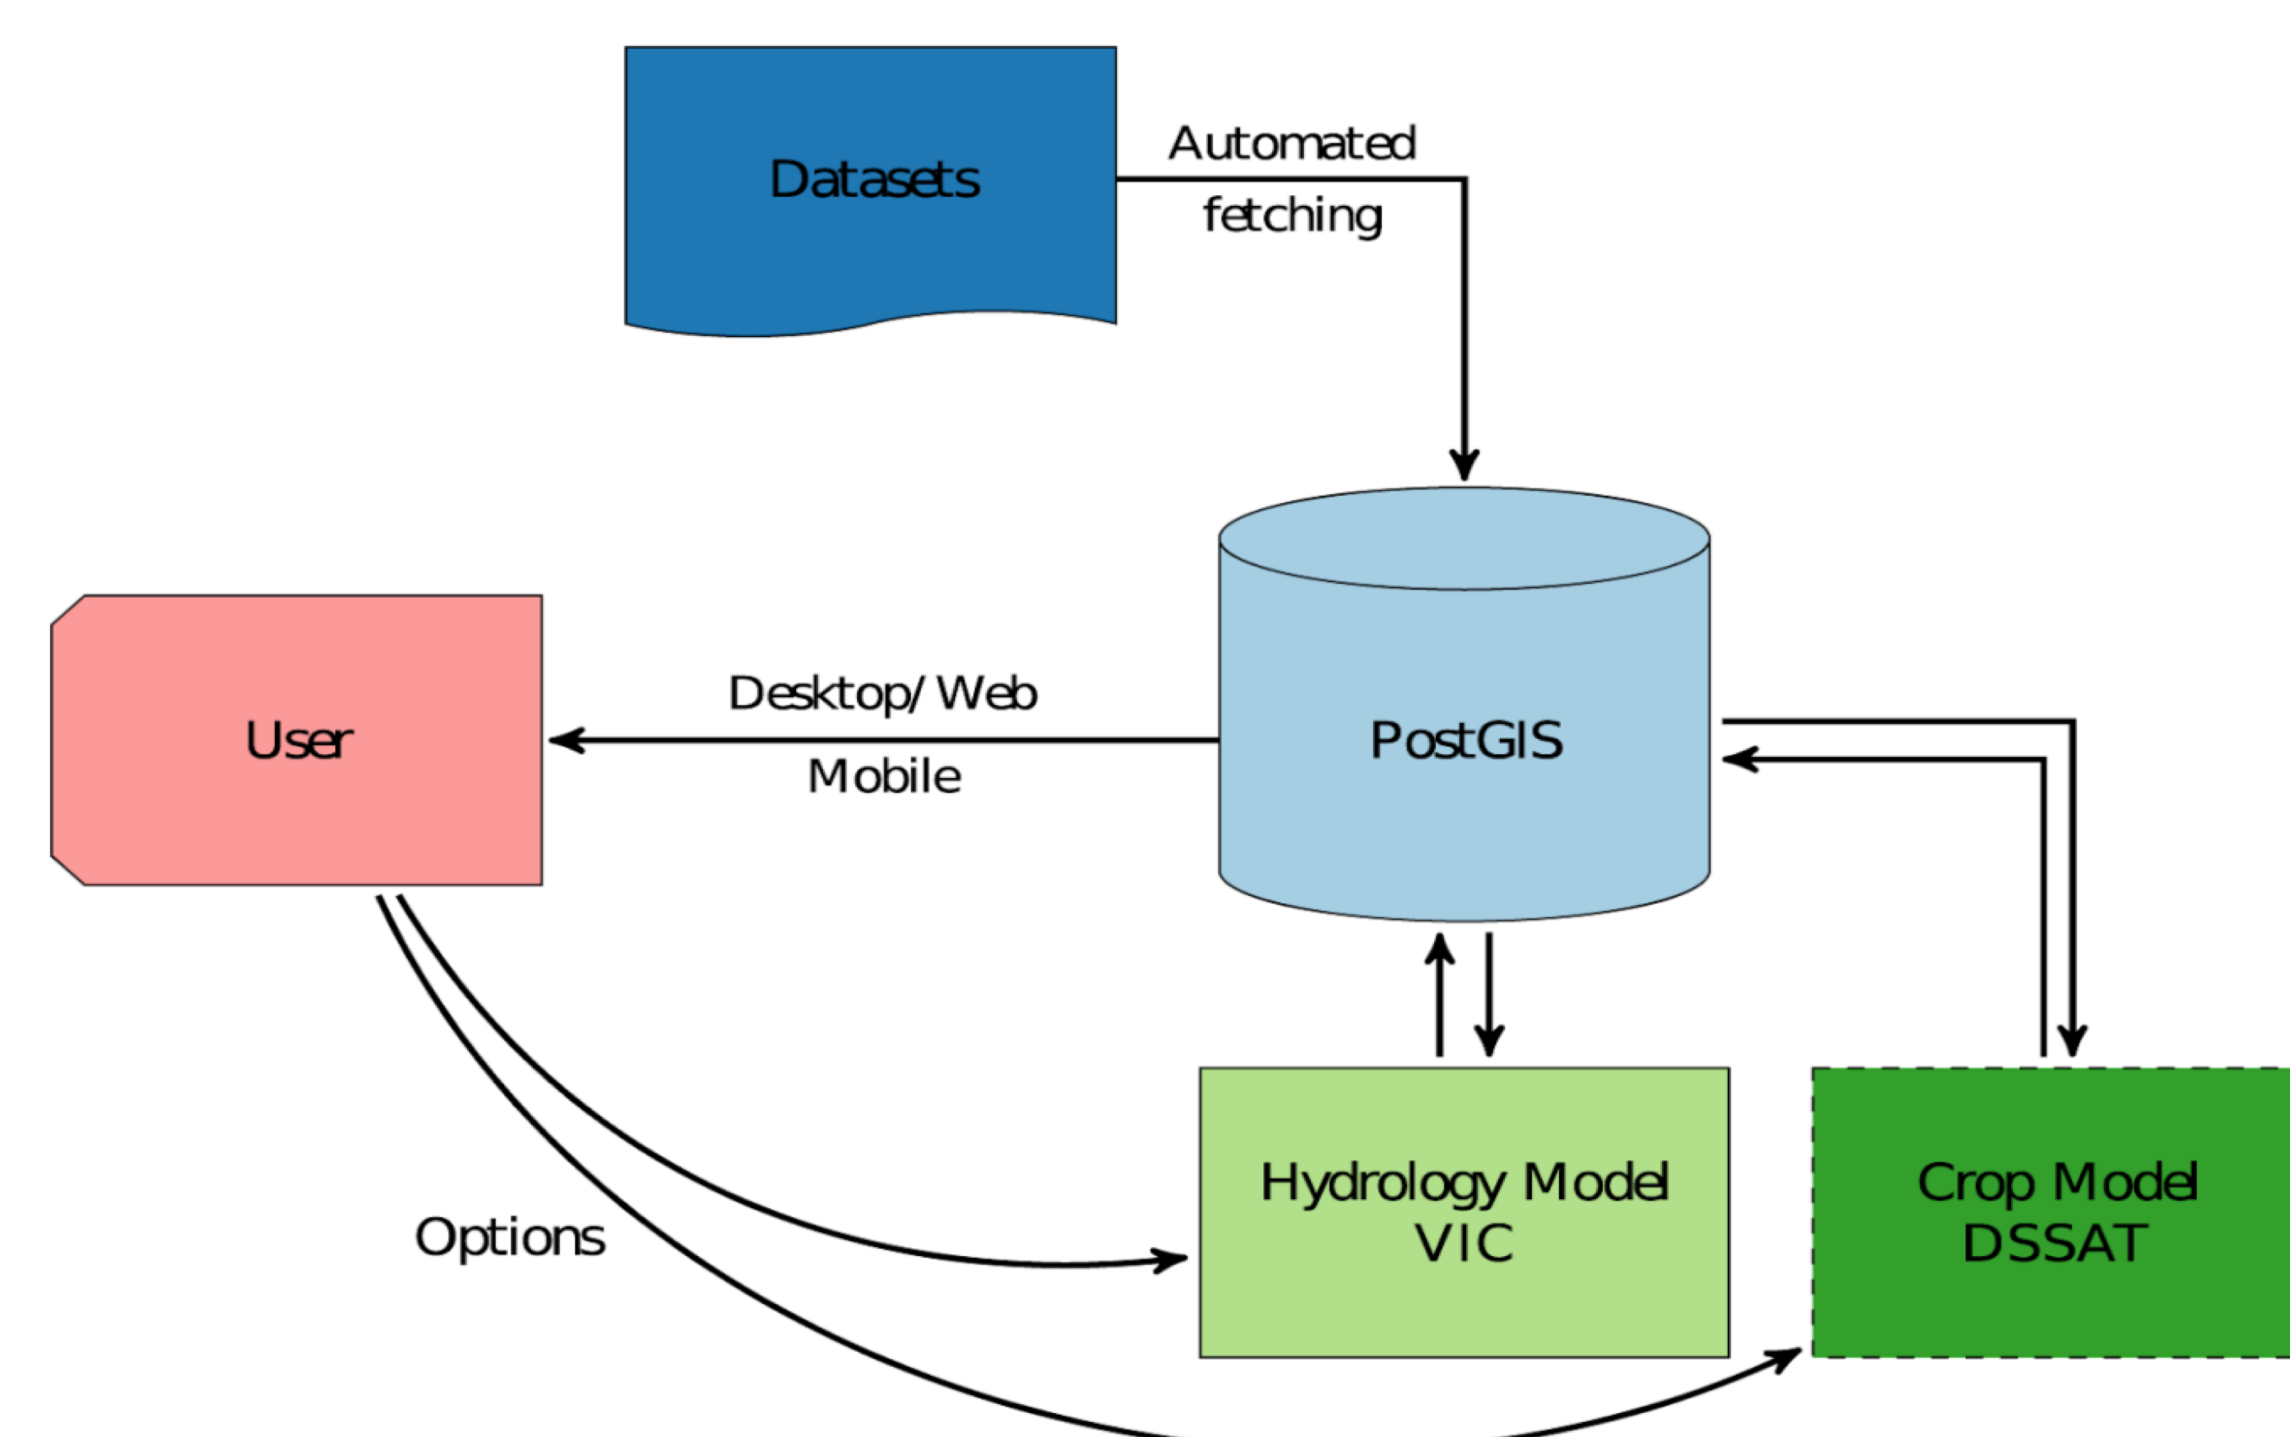 Datasets
Automated
fetching
Desktop/Web
Mobile
User
PostGIS
Options
Hydrology Model
VIC
Crop Model
DSSAT